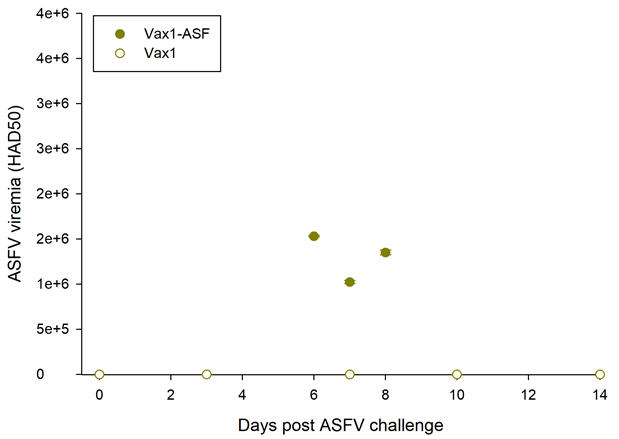 4e+6
4e+6
3e+6
3e+6
2e+6
2e+6
1e+6
5e+5
0
ASFV viremia (HAD50)
Vax1-ASF
Vax1
0 2 4 6 8 10 12 14
Days post ASFV challenge